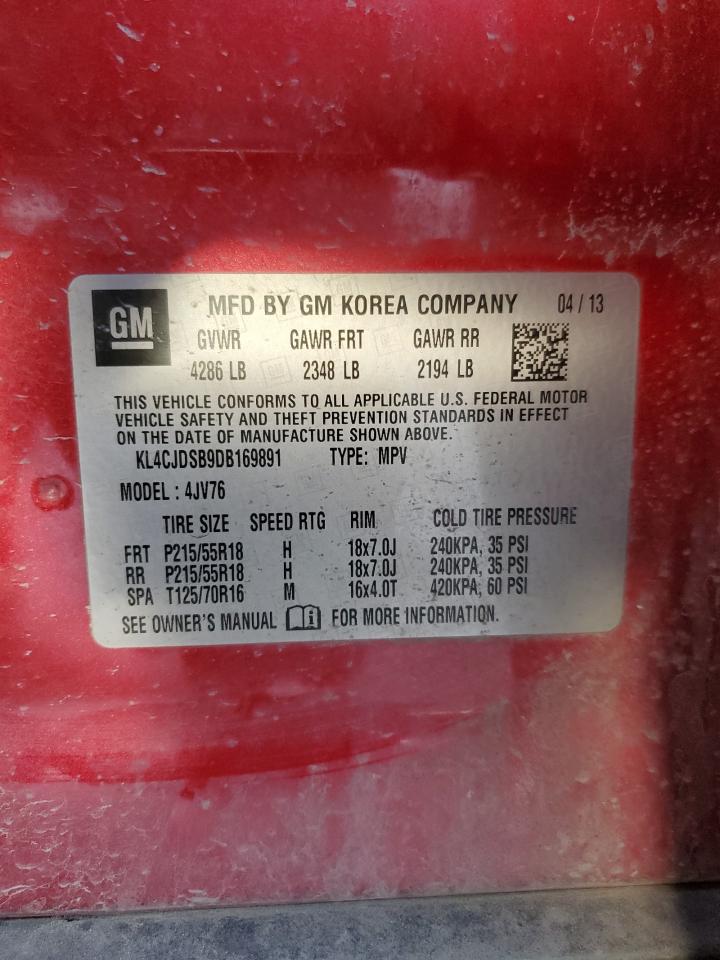 GM
MFD BY GM KOREA COMPANY 04 / 13
GVWR GAWR FRT GAWR RR
4286 LB 2348 LB 2194 LB
THIS VEHICLE CONFORMS TO ALL APPLICABLE U.S. FEDERAL MOTOR
VEHICLE SAFETY AND THEFT PREVENTION STANDARDS IN EFFECT
ON THE DATE OF MANUFACTURE SHOWN ABOVE.
KL4CJDSB9DB169891 TYPE: MPV
MODEL : 4JV76
TIRE SIZE SPEED RTG RIM COLD TIRE PRESSURE
FRT P215/55R18 H 18x7.0J 240KPA, 35 PSI
RR P215/55R18 H 18x7.0J 240KPA, 35 PSI
SPA T125/70R16 M 16x4.0T 420KPA, 60 PSI
SEE OWNER'S MANUAL i FOR MORE INFORMATION.